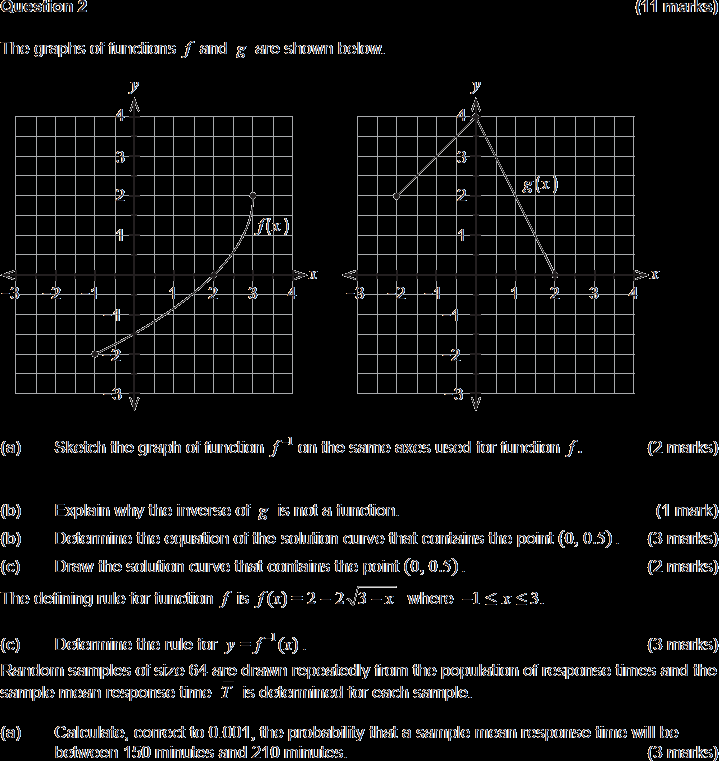 Question 2 (11 marks)
The graphs of functions f and g are shown below.
y y
4 4
3 3
2 2 g(x)
1 f(x) 1
x x
-3 -2 -1 1 2 3 4 -3 -2 -1 1 2 3 4
-1 -1
-2 -2
-3 -3
(a) Sketch the graph of function f⁻¹ on the same axes used for function f. (2 marks)
(b) Explain why the inverse of g is not a function. (1 mark)
(b) Determine the equation of the solution curve that contains the point (0, 0.5). (3 marks)
(c) Draw the solution curve that contains the point (0, 0.5). (2 marks)
The defining rule for function f is f(x) = 2 − 2√(3 − x) where −1 ≤ x ≤ 3.
(c) Determine the rule for y = f⁻¹(x). (3 marks)
Random samples of size 64 are drawn repeatedly from the population of response times and the
sample mean response time T is determined for each sample.
(a) Calculate, correct to 0.001, the probability that a sample mean response time will be
between 150 minutes and 210 minutes. (3 marks)